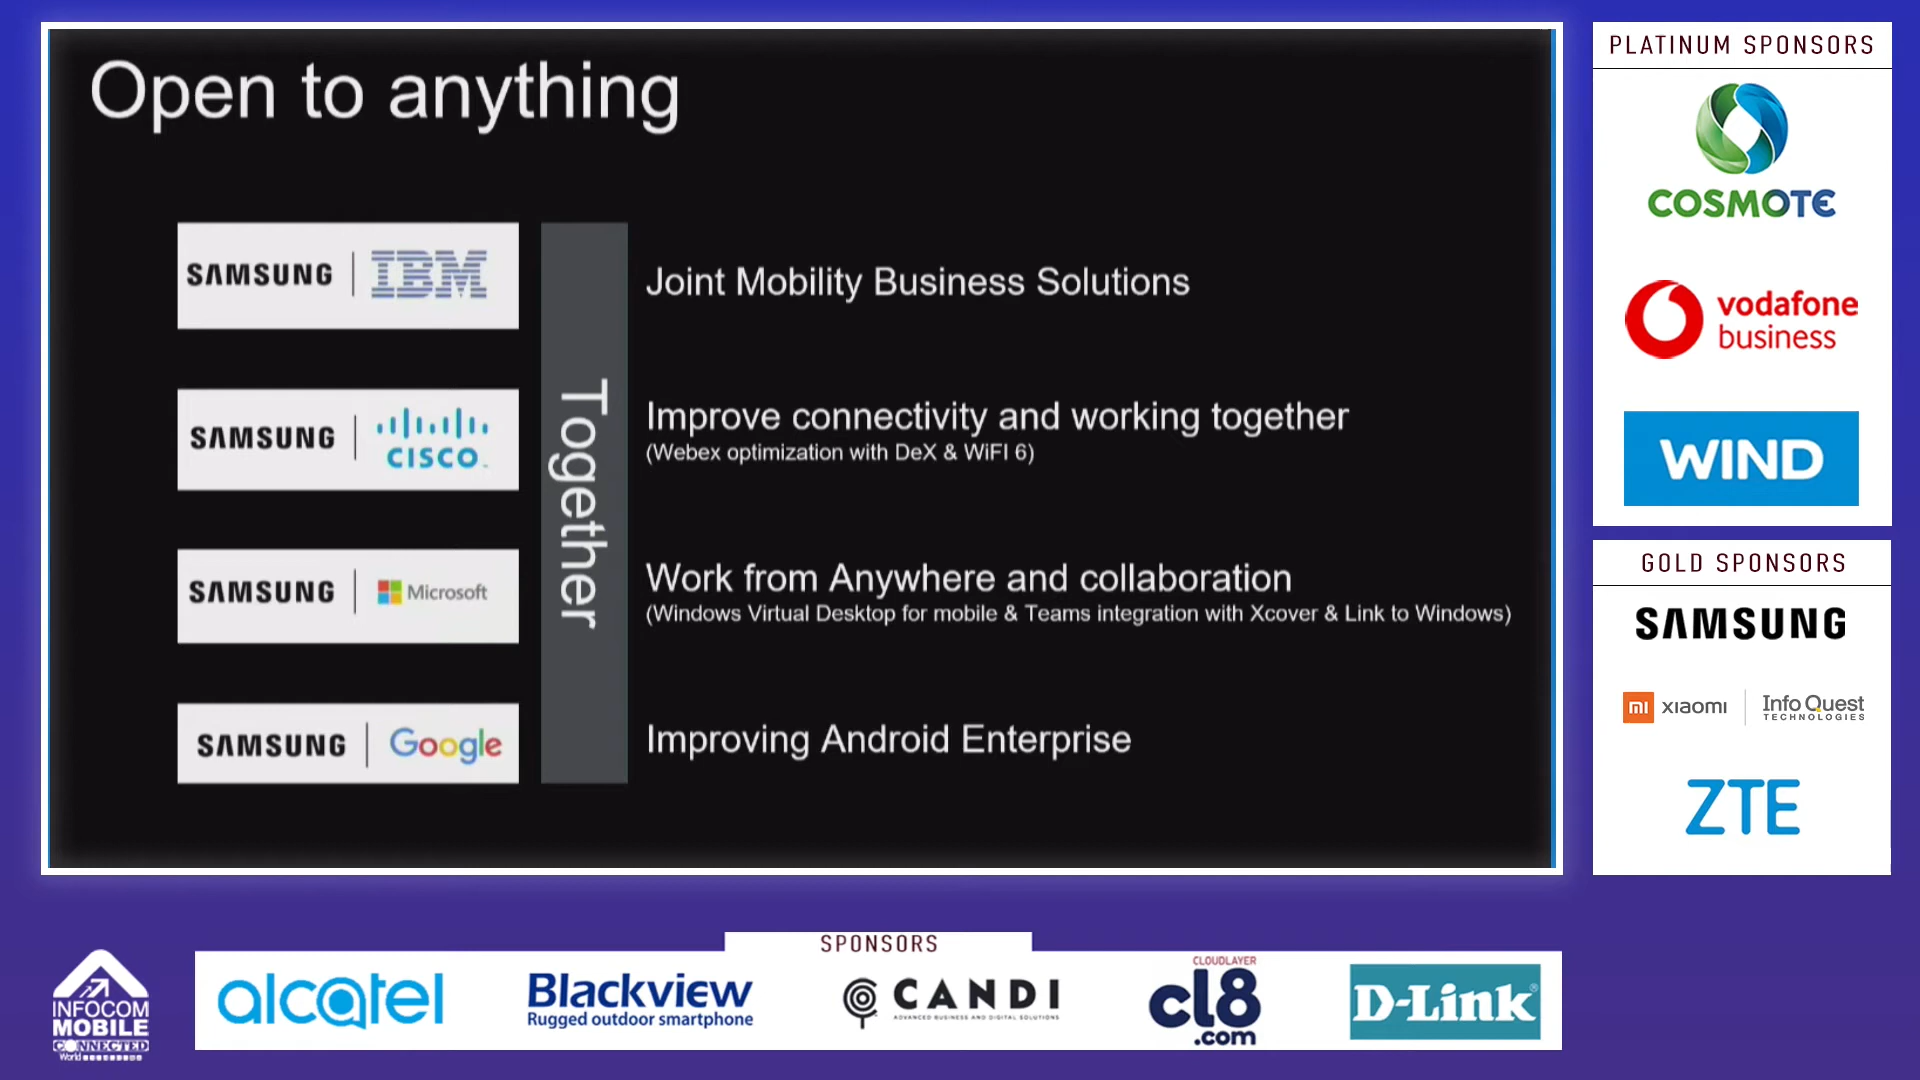 Open to anything
SAMSUNG | IBM
Joint Mobility Business Solutions
SAMSUNG | CISCO
Improve connectivity and working together
(Webex optimization with DeX & WiFI 6)
Together
SAMSUNG | Microsoft
Work from Anywhere and collaboration
(Windows Virtual Desktop for mobile & Teams integration with Xcover & Link to Windows)
SAMSUNG | Google
Improving Android Enterprise
PLATINUM SPONSORS
COSMOTE
vodafone
business
WIND
GOLD SPONSORS
SAMSUNG
mi xiaomi | Info Quest
TECHNOLOGIES
ZTE
SPONSORS
INFOCOM
MOBILE
CONNECTED
World
alcatel
Blackview
Rugged outdoor smartphone
CANDI
ADVANCED BUSINESS AND DIGITAL SOLUTIONS
CLOUDLAYER
cl8
.com
D-Link